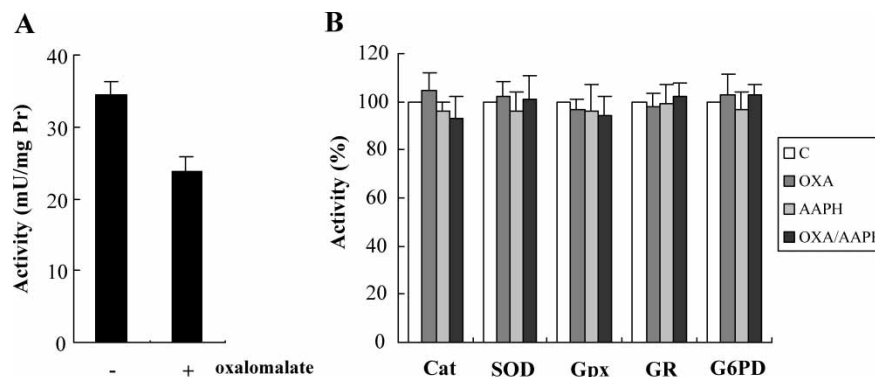 A
Activity (mU/mg Pr)
40
30
20
10
0
- + oxalomalate
B
Activity (%)
120
100
80
60
40
20
0
Cat SOD Gpx GR G6PD
C
OXA
AAPH
OXA/AAPH